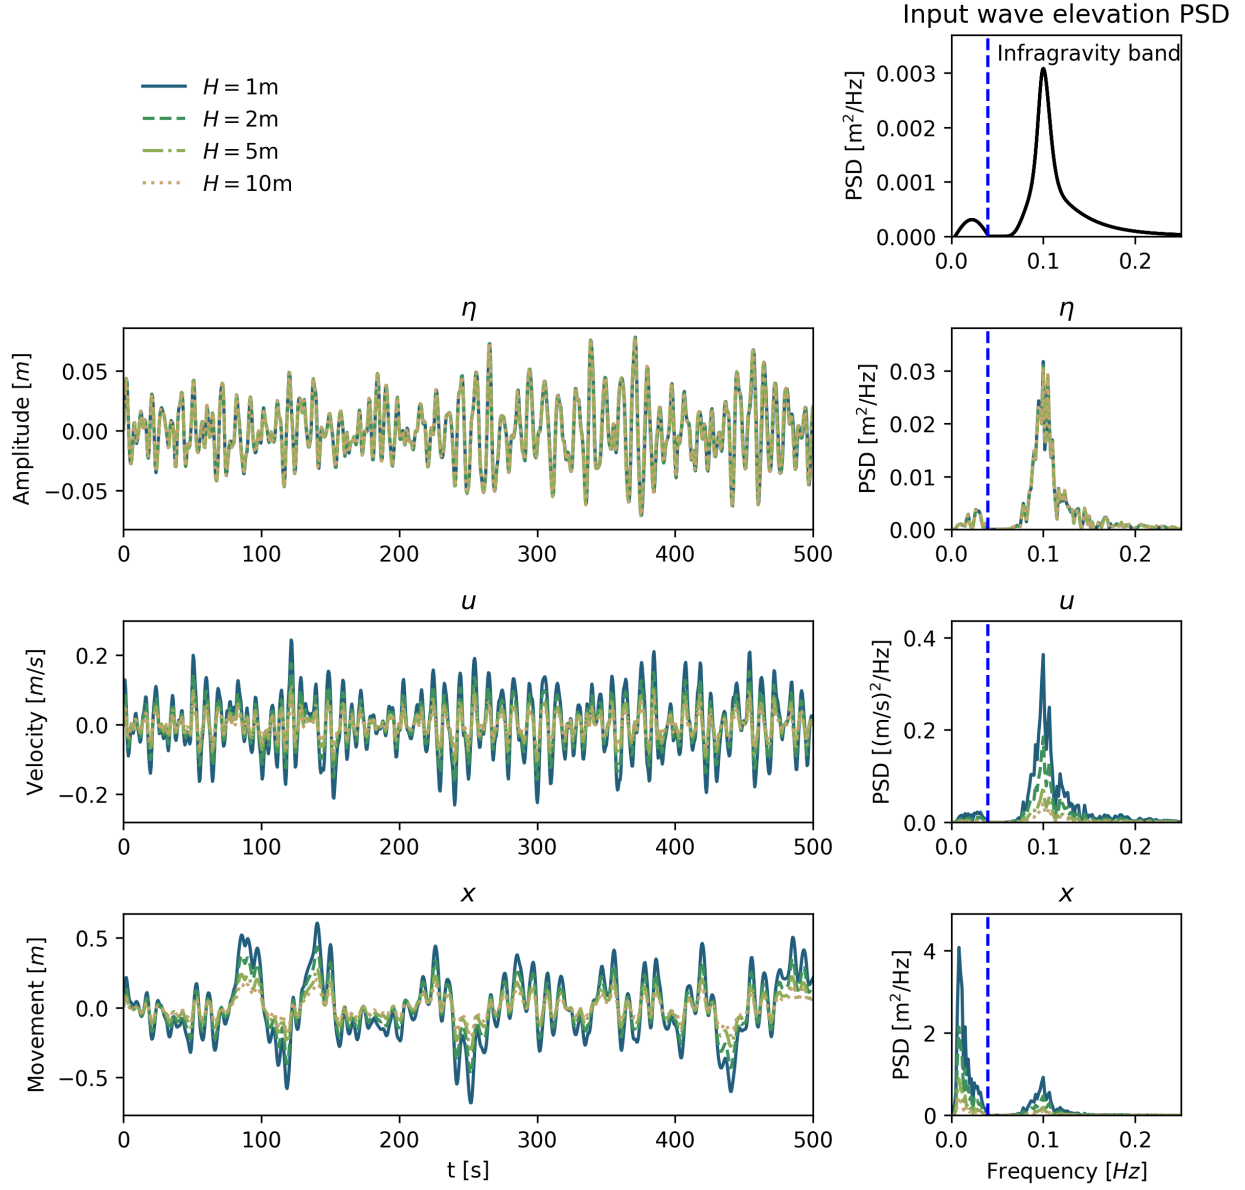 Input wave elevation PSD
H = 1m
H = 2m
H = 5m
H = 10m
Infragravity band
PSD [m²/Hz]
0.003
0.002
0.001
0.000
0.0 0.1 0.2
η
Amplitude [m]
0.05
0.00
−0.05
0 100 200 300 400 500
η
PSD [m²/Hz]
0.03
0.02
0.01
0.00
0.0 0.1 0.2
u
Velocity [m/s]
0.2
0.0
−0.2
0 100 200 300 400 500
u
PSD [(m/s)²/Hz]
0.4
0.2
0.0
0.0 0.1 0.2
x
Movement [m]
0.5
0.0
−0.5
0 100 200 300 400 500
t [s]
x
PSD [m²/Hz]
4
2
0
0.0 0.1 0.2
Frequency [Hz]